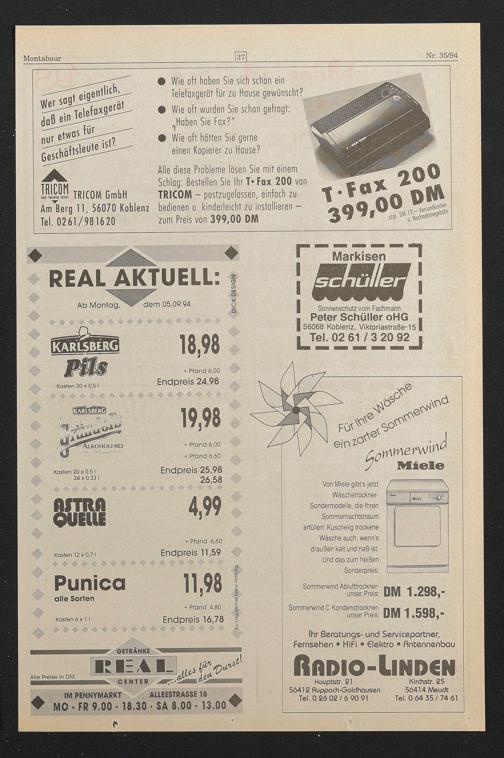 Montabaur
37
Nr. 35/94
Wer sagt eigentlich,
daß ein Telefaxgerät
nur etwas für
Geschäftsleute ist?
TRICOM
TRICOM GmbH
Am Berg 11, 56070 Koblenz
Tel. 0261/981620
● Wie oft haben Sie sich schon ein
Telefaxgerät für zu Hause gewünscht?
● Wie oft wurden Sie schon gefragt:
„Haben Sie Fax?"
● Wie oft hätten Sie gerne
einen Kopierer zu Hause?
Alle diese Probleme lösen Sie mit einem
Schlag: Bestellen Sie Ihr T·Fax 200 von
TRICOM – postzugelassen, einfach zu
bedienen u. kinderleicht zu installieren –
zum Preis von 399,00 DM
T·Fax 200
399,00 DM
zzgl. DM 19,– Versandkosten
u. Nachnahmegebühr
REAL AKTUELL:
Ab Montag, dem 05.09.94
DICK DESIGN
KARLSBERG
Pils
Kasten 20 x 0,5 l
18,98
+ Pfand 6,00
Endpreis 24,98
KARLSBERG
Gründels
ALKOHOLFREI
Kasten 20 x 0,5 l
24 x 0,33 l
19,98
+ Pfand 6,00
+ Pfand 6,60
Endpreis 25,98
26,58
ASTRA
QUELLE
Kasten 12 x 0,7 l
4,99
+ Pfand 6,60
Endpreis 11,59
Punica
alle Sorten
Kasten 6 x 1 l
11,98
+ Pfand 4,80
Endpreis 16,78
Alle Preise in DM.
GETRÄNKE
REAL
CENTER
...alles für
den Durst!
IM PENNYMARKT ALLEESTRASSE 18
MO - FR 9.00 - 18.30 · SA 8.00 - 13.00
Markisen
schüller
Sonnenschutz vom Fachmann
Peter Schüller oHG
56068 Koblenz, Viktoriastraße 15
Tel. 02 61 / 3 20 92
Für Ihre Wäsche
ein zarter Sommerwind
Sommerwind
Miele
Von Miele gibt's jetzt
Wäschetrockner-
Sondermodelle, die Ihren
Sommernachtstraum
erfüllen: Kuschelig trockene
Wäsche auch, wenn's
draußen kalt und naß ist.
Und das zum heißen
Sonderpreis:
Sommerwind Ablufttrockner
unser Preis: DM 1.298,-
Sommerwind C Kondenstrockner
unser Preis: DM 1.598,-
Ihr Beratungs- und Servicepartner,
Fernsehen • HiFi • Elektro • Antennenbau
RADIO-LINDEN
Hauptstr. 21
56412 Ruppach-Goldhausen
Tel. 0 26 02 / 6 90 91
Kirchstr. 25
56414 Meudt
Tel. 0 64 35 / 74 61